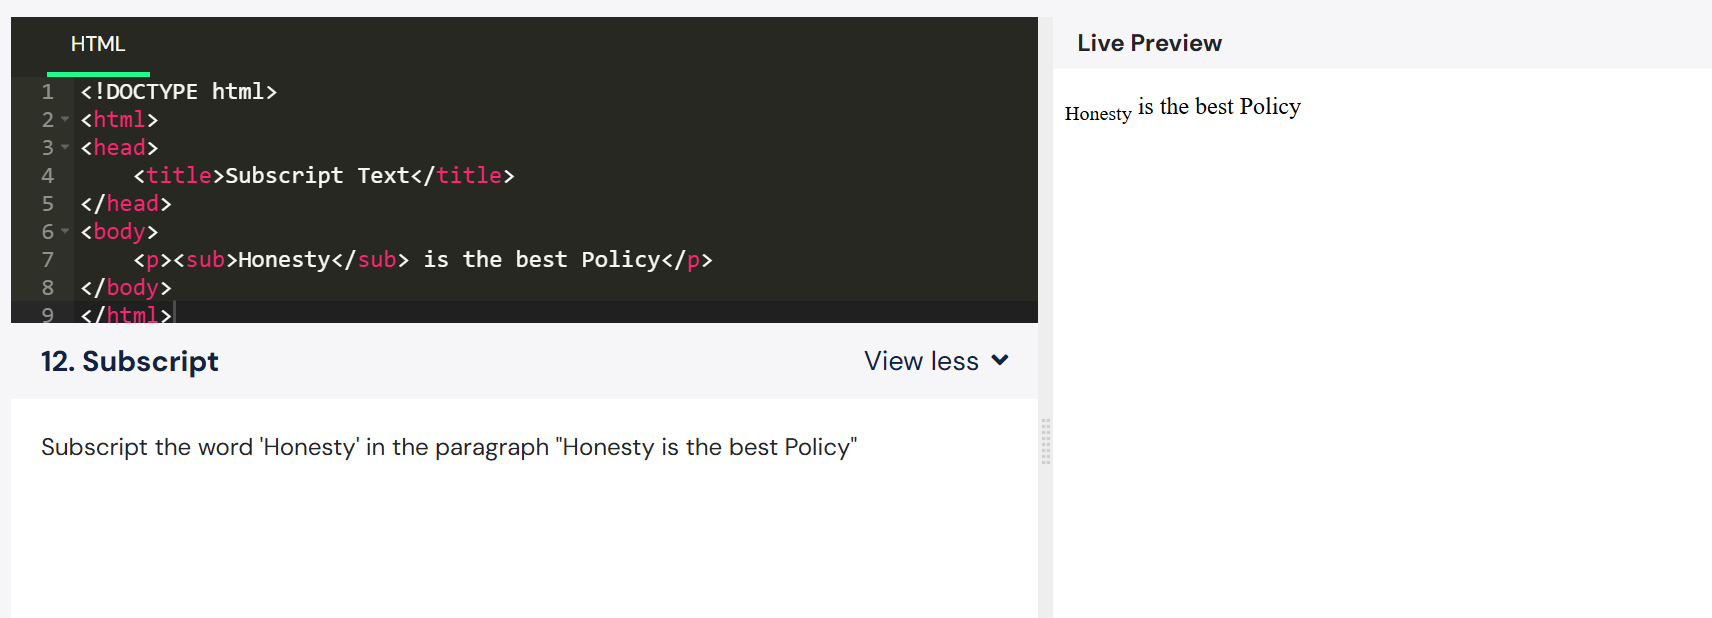 HTML
1 <!DOCTYPE html>
2 <html>
3 <head>
4     <title>Subscript Text</title>
5 </head>
6 <body>
7     <p><sub>Honesty</sub> is the best Policy</p>
8 </body>
9 </html>
12. Subscript
View less
Subscript the word 'Honesty' in the paragraph "Honesty is the best Policy"
Live Preview
Honesty is the best Policy